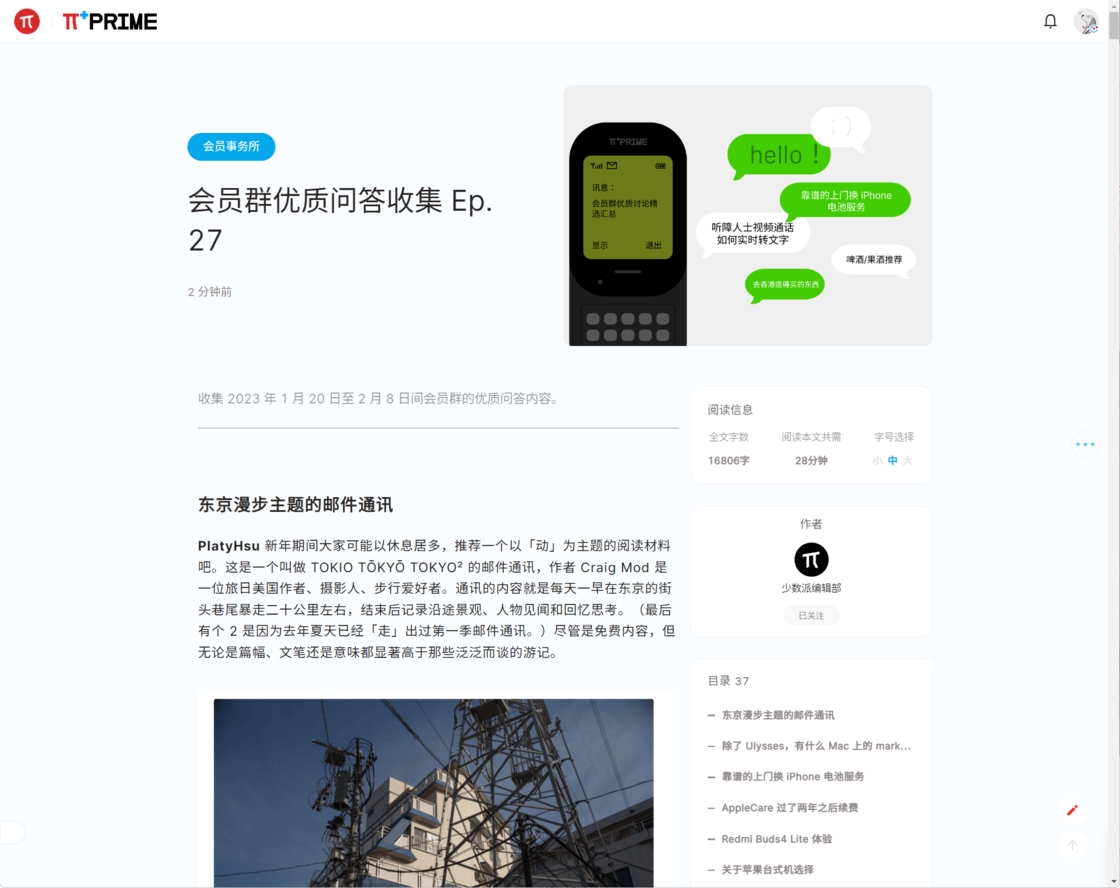 π
π+PRIME
会员事务所
会员群优质问答收集 Ep.
27
2 分钟前
π+PRIME
讯息：
会员群优质讨论精
选汇总
显示
退出
: )
hello！
靠谱的上门换 iPhone
电池服务
听障人士视频通话
如何实时转文字
啤酒/果酒推荐
去香港值得买的东西
收集 2023 年 1 月 20 日至 2 月 8 日间会员群的优质问答内容。
东京漫步主题的邮件通讯
PlatyHsu 新年期间大家可能以休息居多，推荐一个以「动」为主题的阅读材料
吧。这是一个叫做 TOKIO TŌKYŌ TOKYO² 的邮件通讯，作者 Craig Mod 是
一位旅日美国作者、摄影人、步行爱好者。通讯的内容就是每天一早在东京的街
头巷尾暴走二十公里左右，结束后记录沿途景观、人物见闻和回忆思考。（最后
有个 2 是因为去年夏天已经「走」出过第一季邮件通讯。）尽管是免费内容，但
无论是篇幅、文笔还是意味都显著高于那些泛泛而谈的游记。
阅读信息
全文字数 阅读本文共需 字号选择
16806字 28分钟 小 中 大
作者
π
少数派编辑部
已关注
目录 37
东京漫步主题的邮件通讯
除了 Ulysses，有什么 Mac 上的 mark...
靠谱的上门换 iPhone 电池服务
AppleCare 过了两年之后续费
Redmi Buds4 Lite 体验
关于苹果台式机选择